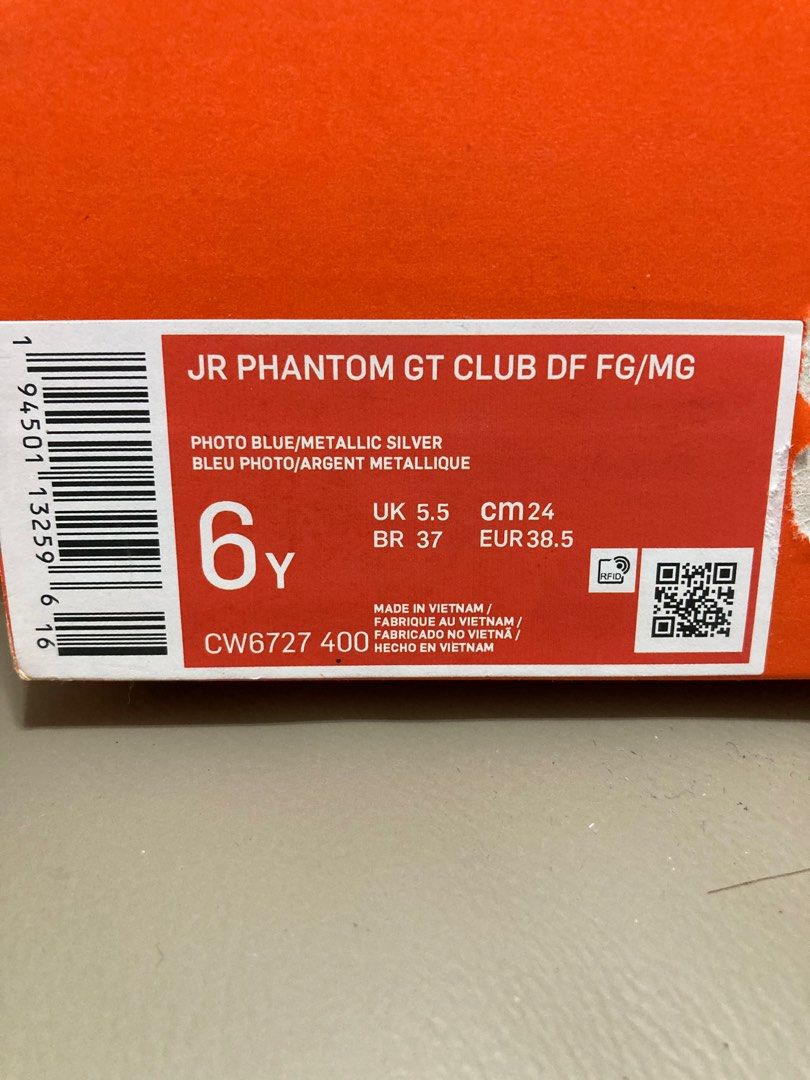 JR PHANTOM GT CLUB DF FG/MG
PHOTO BLUE/METALLIC SILVER
BLEU PHOTO/ARGENT METALLIQUE
6Y
UK 5.5 cm 24
BR 37 EUR 38.5
RFID
MADE IN VIETNAM /
FABRIQUE AU VIETNAM /
FABRICADO NO VIETNÃ /
HECHO EN VIETNAM
CW6727 400
1 94501 13259 6 16